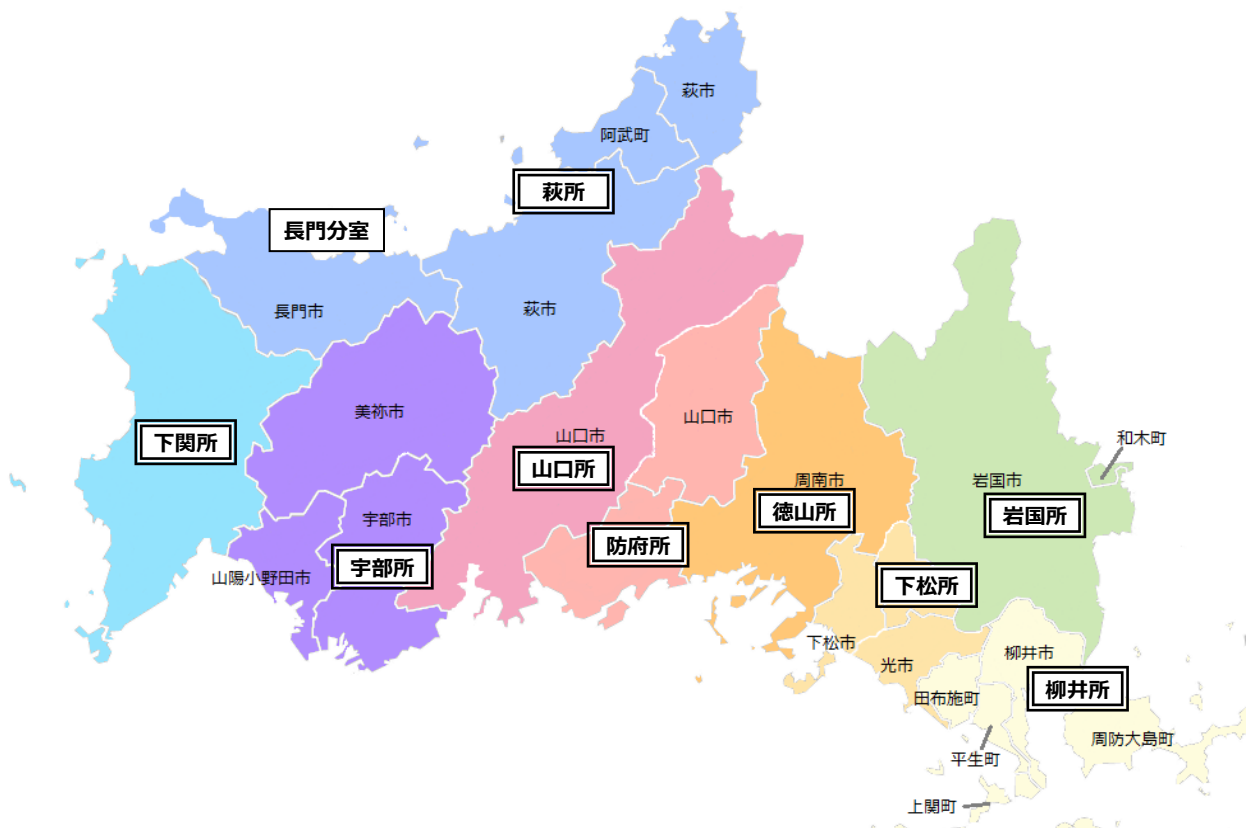 萩市
阿武町
萩所
長門分室
長門市
萩市
美祢市
山口市
山口市
下関所
山口所
和木町
周南市
岩国市
徳山所
岩国所
宇部市
防府所
宇部所
山陽小野田市
下松所
下松市
柳井市
光市
柳井所
田布施町
周防大島町
平生町
上関町